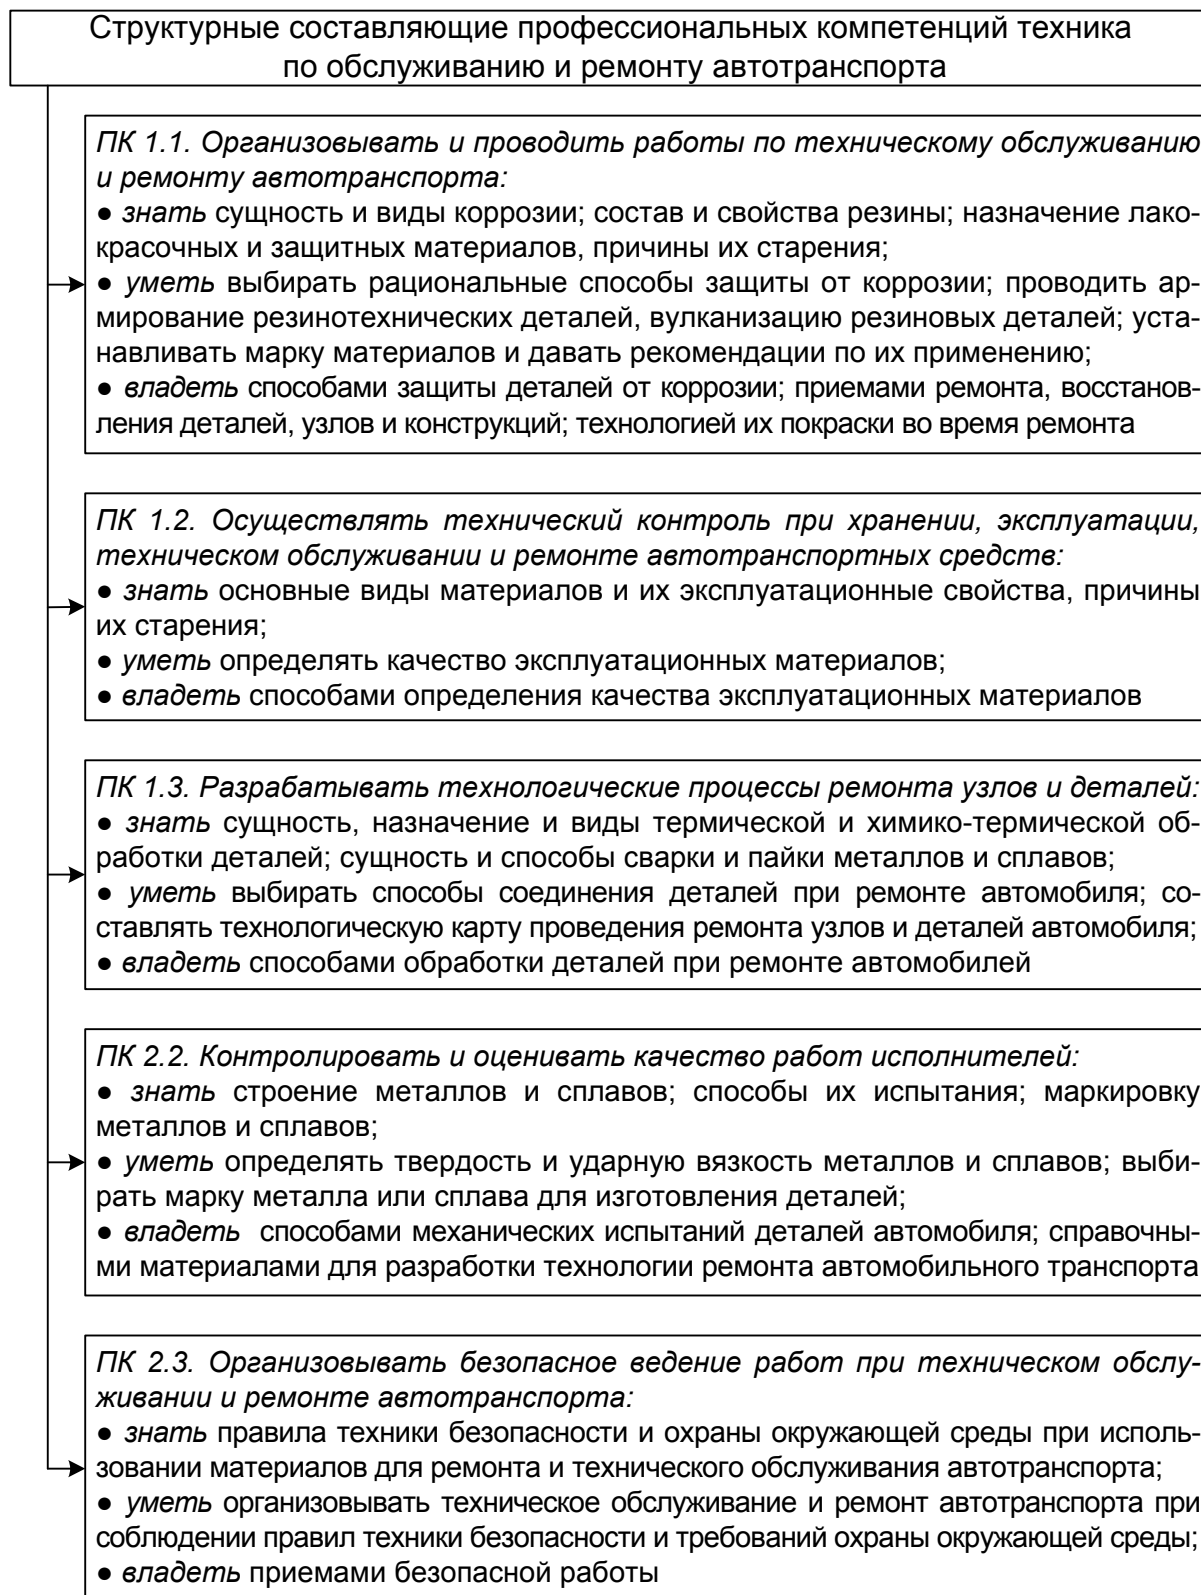 Структурные составляющие профессиональных компетенций техника
по обслуживанию и ремонту автотранспорта
ПК 1.1. Организовывать и проводить работы по техническому обслуживанию
и ремонту автотранспорта:
● знать сущность и виды коррозии; состав и свойства резины; назначение лако-
красочных и защитных материалов, причины их старения;
● уметь выбирать рациональные способы защиты от коррозии; проводить ар-
мирование резинотехнических деталей, вулканизацию резиновых деталей; уста-
навливать марку материалов и давать рекомендации по их применению;
● владеть способами защиты деталей от коррозии; приемами ремонта, восстанов-
ления деталей, узлов и конструкций; технологией их покраски во время ремонта
ПК 1.2. Осуществлять технический контроль при хранении, эксплуатации,
техническом обслуживании и ремонте автотранспортных средств:
● знать основные виды материалов и их эксплуатационные свойства, причины
их старения;
● уметь определять качество эксплуатационных материалов;
● владеть способами определения качества эксплуатационных материалов
ПК 1.3. Разрабатывать технологические процессы ремонта узлов и деталей:
● знать сущность, назначение и виды термической и химико-термической об-
работки деталей; сущность и способы сварки и пайки металлов и сплавов;
● уметь выбирать способы соединения деталей при ремонте автомобиля; со-
ставлять технологическую карту проведения ремонта узлов и деталей автомобиля;
● владеть способами обработки деталей при ремонте автомобилей
ПК 2.2. Контролировать и оценивать качество работ исполнителей:
● знать строение металлов и сплавов; способы их испытания; маркировку
металлов и сплавов;
● уметь определять твердость и ударную вязкость металлов и сплавов; выби-
рать марку металла или сплава для изготовления деталей;
● владеть способами механических испытаний деталей автомобиля; справочны-
ми материалами для разработки технологии ремонта автомобильного транспорта
ПК 2.3. Организовывать безопасное ведение работ при техническом обслу-
живании и ремонте автотранспорта:
● знать правила техники безопасности и охраны окружающей среды при исполь-
зовании материалов для ремонта и технического обслуживания автотранспорта;
● уметь организовывать техническое обслуживание и ремонт автотранспорта при
соблюдении правил техники безопасности и требований охраны окружающей среды;
● владеть приемами безопасной работы